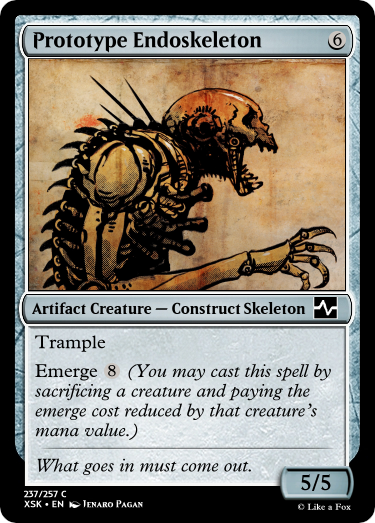 Prototype Endoskeleton 6
Artifact Creature — Construct Skeleton
Trample
Emerge 8 (You may cast this spell by
sacrificing a creature and paying the
emerge cost reduced by that creature's
mana value.)
What goes in must come out.
5/5
237/257 C
XSK • EN Jenaro Pagan
© Like a Fox